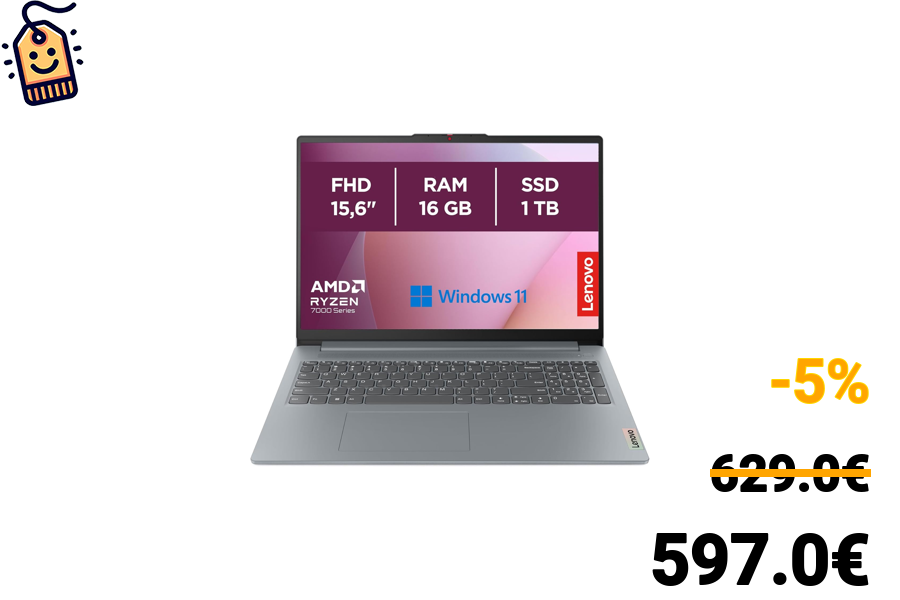 FHD
15,6"
RAM
16 GB
SSD
1 TB
AMD
RYZEN
7000 Series
Windows 11
Lenovo
Lenovo
-5%
629.0€
597.0€